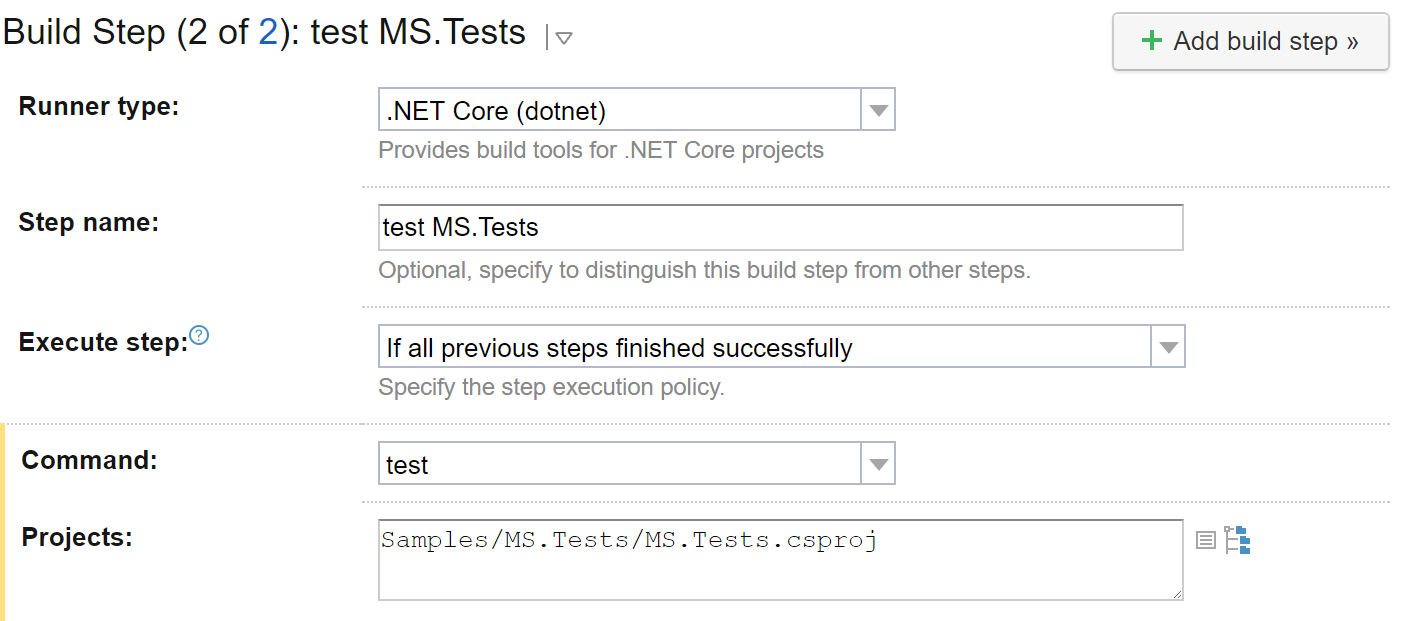 Build Step (2 of 2): test MS.Tests
+ Add build step »
Runner type:
.NET Core (dotnet)
Provides build tools for .NET Core projects
Step name:
test MS.Tests
Optional, specify to distinguish this build step from other steps.
Execute step:?
If all previous steps finished successfully
Specify the step execution policy.
Command:
test
Projects:
Samples/MS.Tests/MS.Tests.csproj